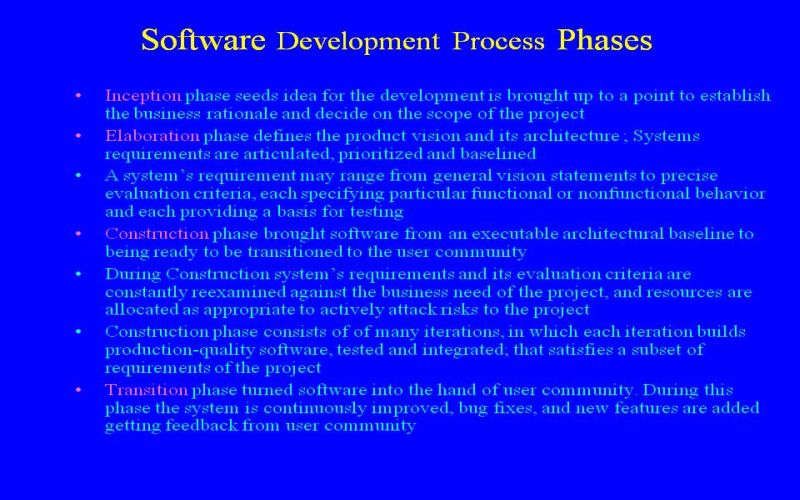 Software Development Process Phases
• Inception phase seeds idea for the development is brought up to a point to establish
the business rationale and decide on the scope of the project
• Elaboration phase defines the product vision and its architecture ; Systems
requirements are articulated, prioritized and baselined
• A system's requirement may range from general vision statements to precise
evaluation criteria, each specifying particular functional or nonfunctional behavior
and each providing a basis for testing
• Construction phase brought software from an executable architectural baseline to
being ready to be transitioned to the user community
• During Construction system's requirements and its evaluation criteria are
constantly reexamined against the business need of the project, and resources are
allocated as appropriate to actively attack risks to the project
• Construction phase consists of of many iterations, in which each iteration builds
production-quality software, tested and integrated; that satisfies a subset of
requirements of the project
• Transition phase turned software into the hand of user community. During this
phase the system is continuously improved, bug fixes, and new features are added
getting feedback from user community